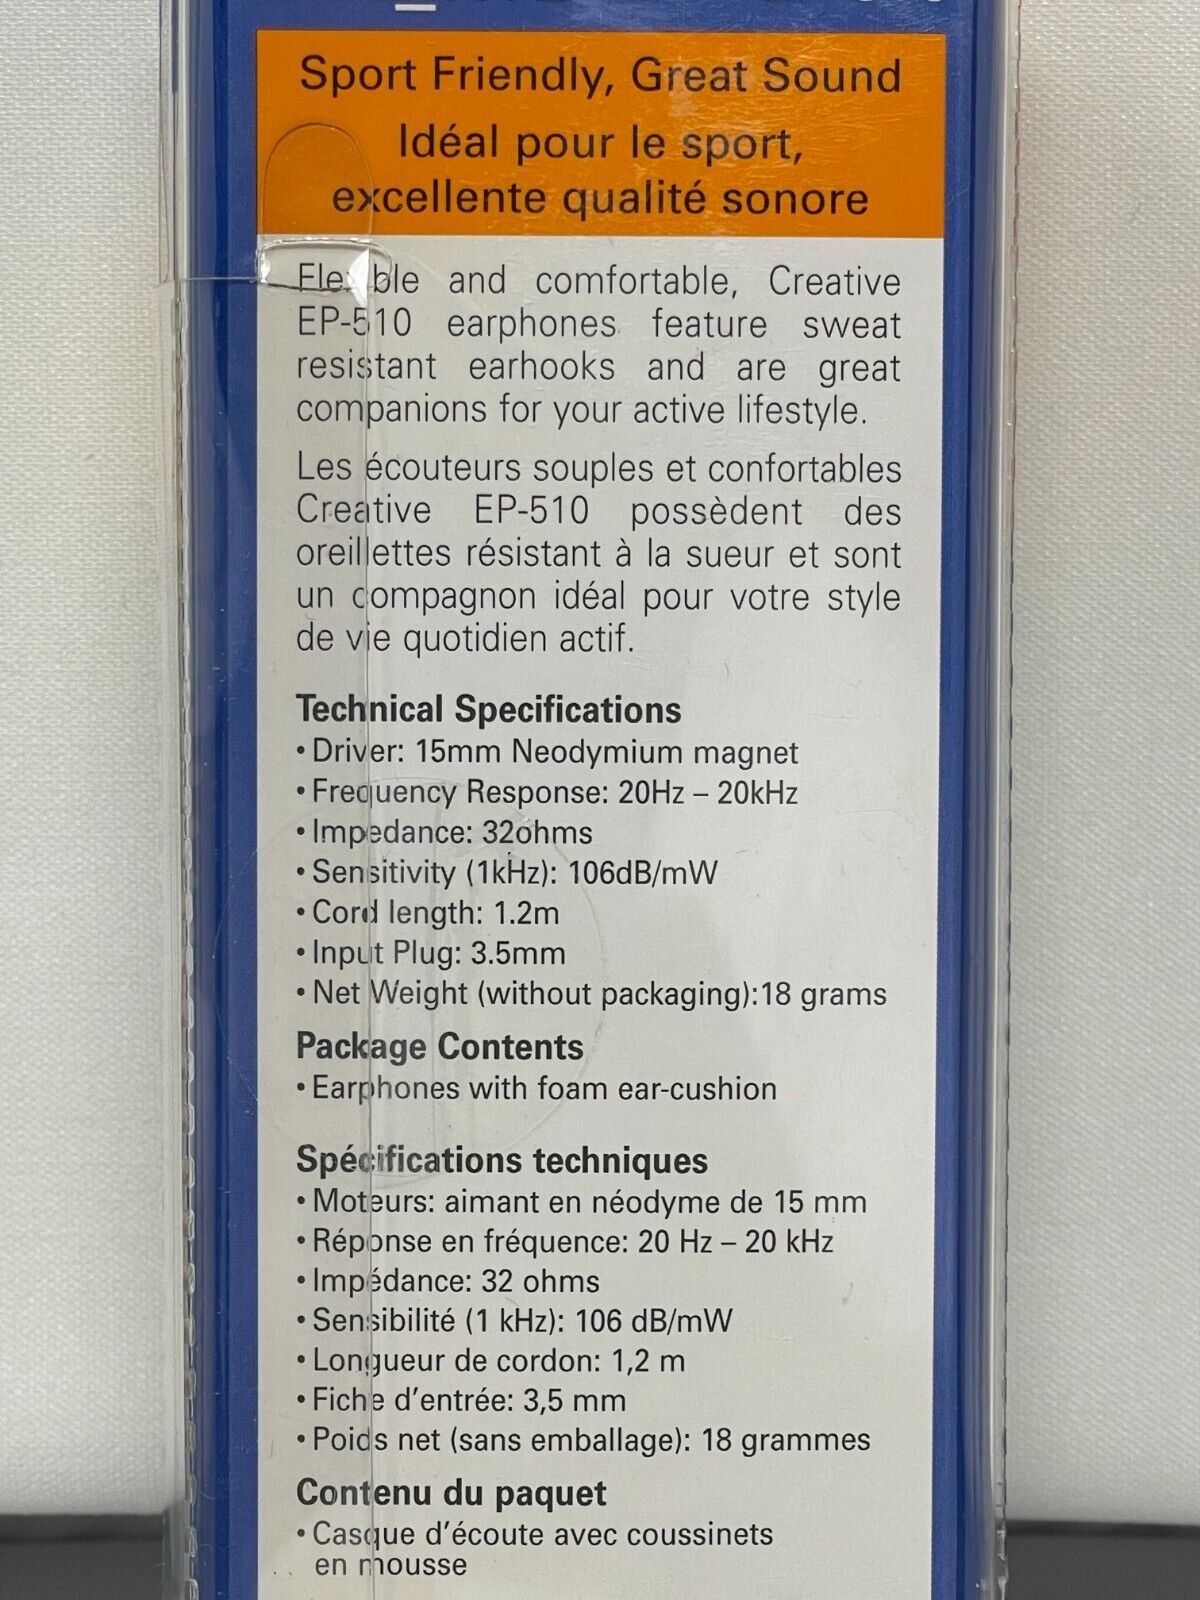 Sport Friendly, Great Sound
Idéal pour le sport,
excellente qualité sonore
Flexible and comfortable, Creative
EP-510 earphones feature sweat
resistant earhooks and are great
companions for your active lifestyle.
Les écouteurs souples et confortables
Creative EP-510 possèdent des
oreillettes résistant à la sueur et sont
un compagnon idéal pour votre style
de vie quotidien actif.
Technical Specifications
• Driver: 15mm Neodymium magnet
• Frequency Response: 20Hz – 20kHz
• Impedance: 32ohms
• Sensitivity (1kHz): 106dB/mW
• Cord length: 1.2m
• Input Plug: 3.5mm
• Net Weight (without packaging):18 grams
Package Contents
• Earphones with foam ear-cushion
Spécifications techniques
• Moteurs: aimant en néodyme de 15 mm
• Réponse en fréquence: 20 Hz – 20 kHz
• Impédance: 32 ohms
• Sensibilité (1 kHz): 106 dB/mW
• Longueur de cordon: 1,2 m
• Fiche d'entrée: 3,5 mm
• Poids net (sans emballage): 18 grammes
Contenu du paquet
• Casque d'écoute avec coussinets
en mousse